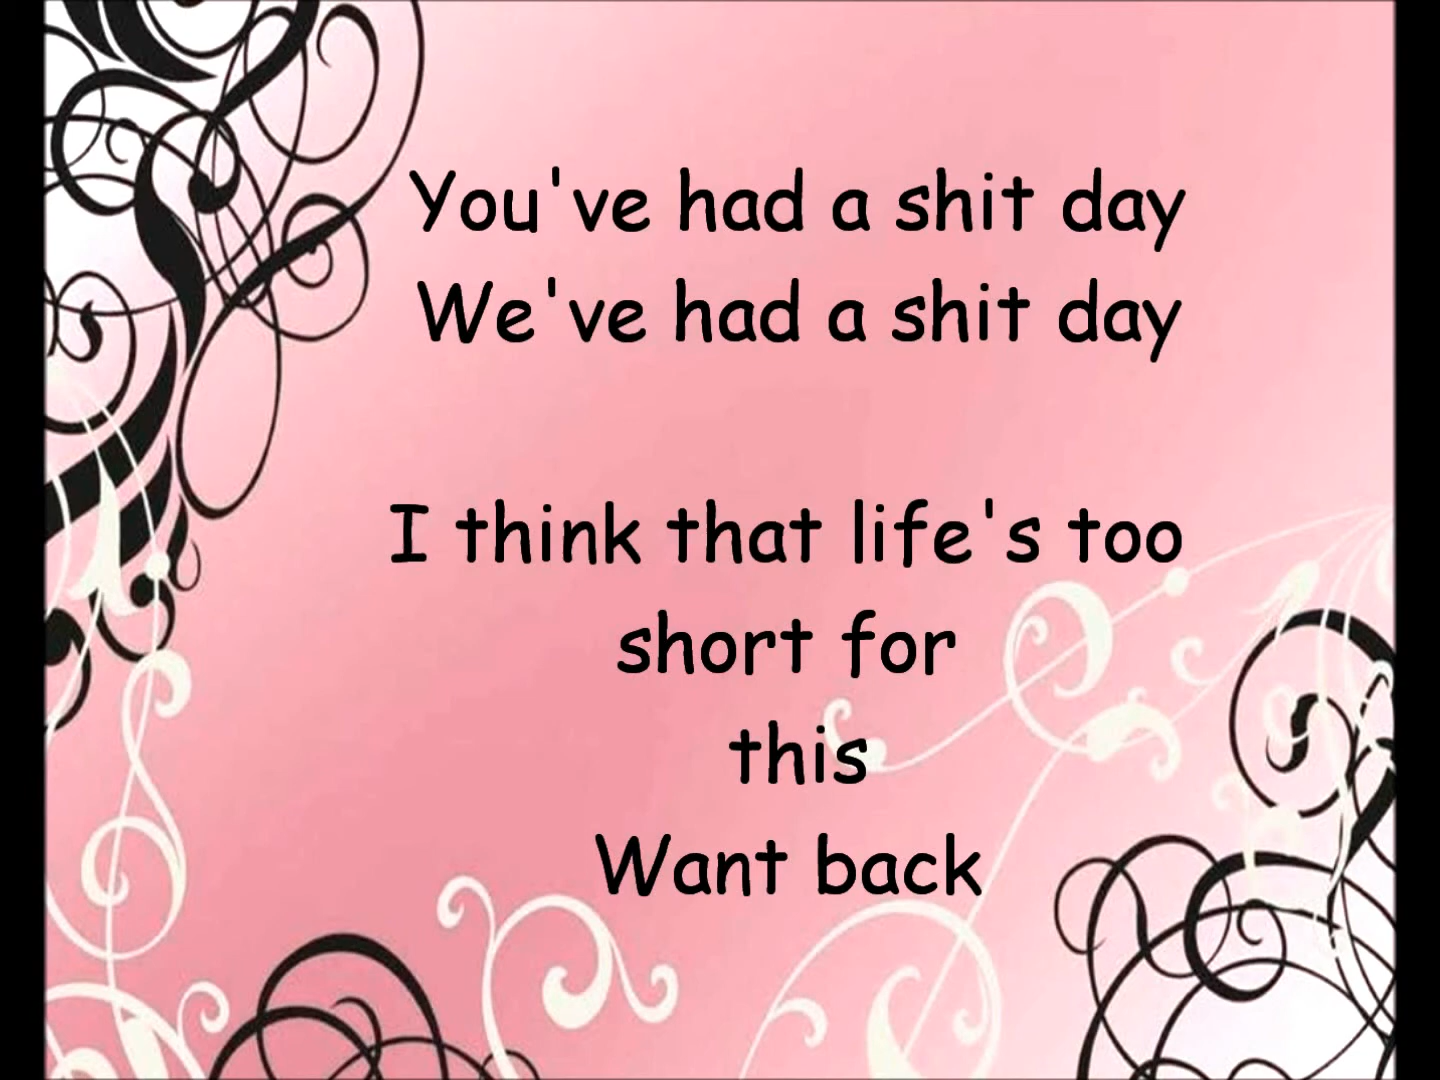 You've had a shit day
We've had a shit day
I think that life's too
short for
this
Want back